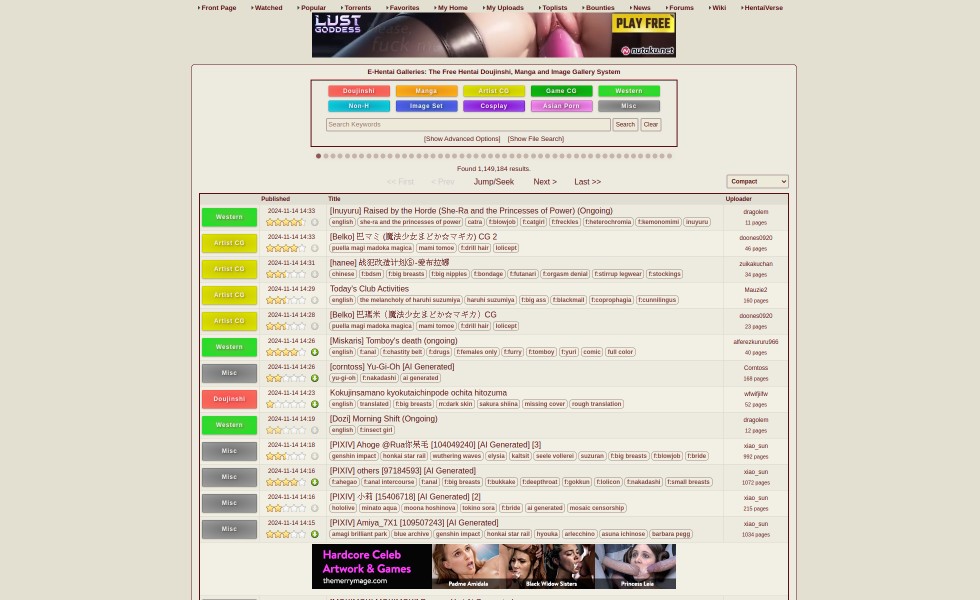 Front Page Watched Popular Torrents Favorites My Home My Uploads Toplists Bounties News Forums Wiki HentaiVerse
LUST GODDESS PLAY FREE
nutaku.net
E-Hentai Galleries: The Free Hentai Doujinshi, Manga and Image Gallery System
Doujinshi Manga Artist CG Game CG Western
Non-H Image Set Cosplay Asian Porn Misc
Search Keywords Search Clear
[Show Advanced Options] [Show File Search]
Found 1,149,184 results.
<< First < Prev Jump/Seek Next > Last >> Compact
Published Title Uploader
Western 2024-11-14 14:33 [Inuyuru] Raised by the Horde (She-Ra and the Princesses of Power) (Ongoing) dragolem
english she-ra and the princesses of power catra f:blowjob f:catgirl f:freckles f:heterochromia f:kemonomimi inuyuru 11 pages
Artist CG 2024-11-14 14:33 [Belko] 巴マミ (魔法少女まどか☆マギカ) CG 2 doones0920
puella magi madoka magica mami tomoe f:drill hair lolicept 46 pages
Artist CG 2024-11-14 14:31 [hanee] 战犯改造计划⑤-爱布拉娜 zuikakuchan
chinese f:bdsm f:big breasts f:big nipples f:bondage f:futanari f:orgasm denial f:stirrup legwear f:stockings 34 pages
Artist CG 2024-11-14 14:29 Today's Club Activities Mauzie2
english the melancholy of haruhi suzumiya haruhi suzumiya f:big ass f:blackmail f:coprophagia f:cunnilingus 160 pages
Artist CG 2024-11-14 14:28 [Belko] 巴瑪米（魔法少女まどか☆マギカ）CG doones0920
puella magi madoka magica mami tomoe f:drill hair lolicept 23 pages
Western 2024-11-14 14:26 [Miskaris] Tomboy's death (ongoing) alferezkururu966
english f:anal f:chastity belt f:drugs f:females only f:furry f:tomboy f:yuri comic full color 40 pages
Misc 2024-11-14 14:26 [corntoss] Yu-Gi-Oh [AI Generated] Corntoss
yu-gi-oh f:nakadashi ai generated 168 pages
Doujinshi 2024-11-14 14:23 Kokujinsamano kyokutaichinpode ochita hitozuma
english translated f:big breasts m:dark skin sakura shiina missing cover rough translation 52 pages
Western 2024-11-14 14:19 [Dozi] Morning Shift (Ongoing) dragolem
english f:insect girl 12 pages
Misc 2024-11-14 14:18 [PIXIV] Ahoge @Rua你呆毛 [104049240] [AI Generated] [3] xiao_sun
genshin impact honkai star rail wuthering waves elysia kaltsit seele vollerei suzuran f:big breasts f:blowjob f:bride 992 pages
Misc 2024-11-14 14:16 [PIXIV] others [97184593] [AI Generated] xiao_sun
f:ahegao f:anal intercourse f:anal f:big breasts f:bukkake f:deepthroat f:gokkun f:lolicon f:nakadashi f:small breasts 1072 pages
Misc 2024-11-14 14:16 [PIXIV] 小莉 [15406718] [AI Generated] [2] xiao_sun
hololive minato aqua moona hoshinova tokino sora f:bride ai generated mosaic censorship 215 pages
Misc 2024-11-14 14:15 [PIXIV] Amiya_7X1 [109507243] [AI Generated] xiao_sun
amagi brilliant park blue archive genshin impact honkai star rail hyouka arlecchino asuna ichinose barbara pegg 1034 pages
Hardcore Celeb
Artwork & Games
themerrymage.com Padme Amidala Black Widow Sisters Princess Leia